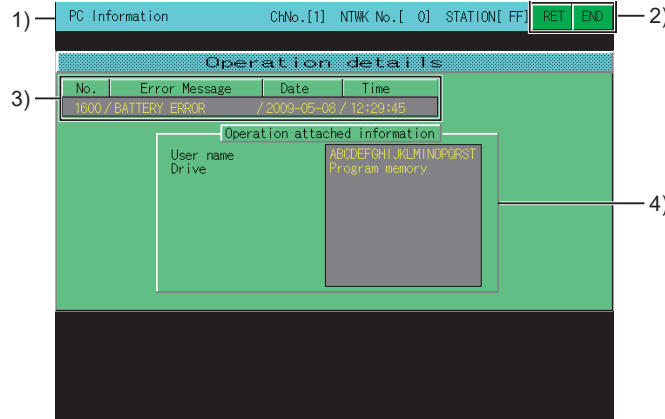 1) PC Information ChNo.[1] NTWK No.[ 0] STATION[ FF] RET END 2)
Operation details
3) No. Error Message Date Time
1600/BATTERY ERROR /2009-05-08/ 12:29:45
Operation attached information
User name ABCDEFGHIJKLMINOPQRST
Drive Program memory
4)